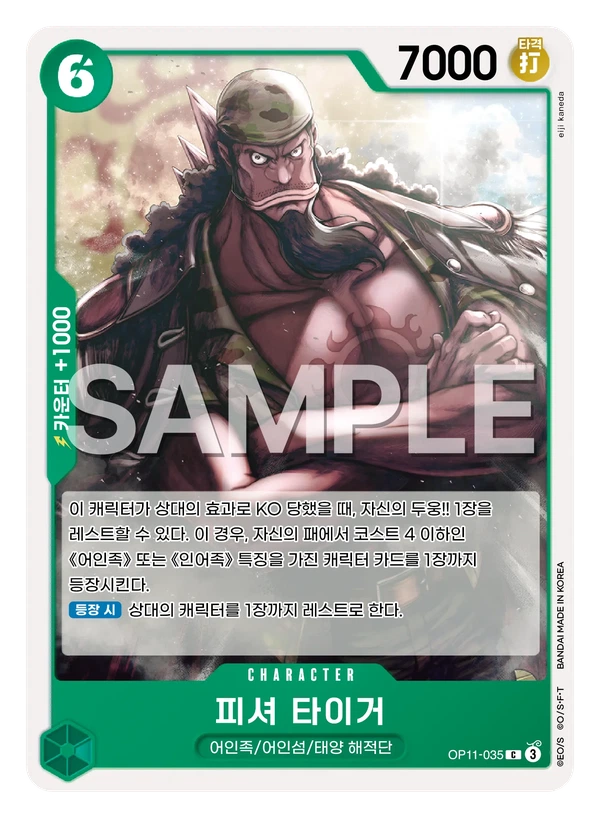 6
7000
타격
打
eiji kaneda
카운터 +1000
SAMPLE
이 캐릭터가 상대의 효과로 KO 당했을 때, 자신의 두웅!! 1장을
레스트할 수 있다. 이 경우, 자신의 패에서 코스트 4 이하인
《어인족》 또는 《인어족》 특징을 가진 캐릭터 카드를 1장까지
등장시킨다.
등장 시 상대의 캐릭터를 1장까지 레스트로 한다.
CHARACTER
피셔 타이거
어인족/어인섬/태양 해적단
OP11-035 C 3
©EO/S ©O/S·F·T BANDAI MADE IN KOREA